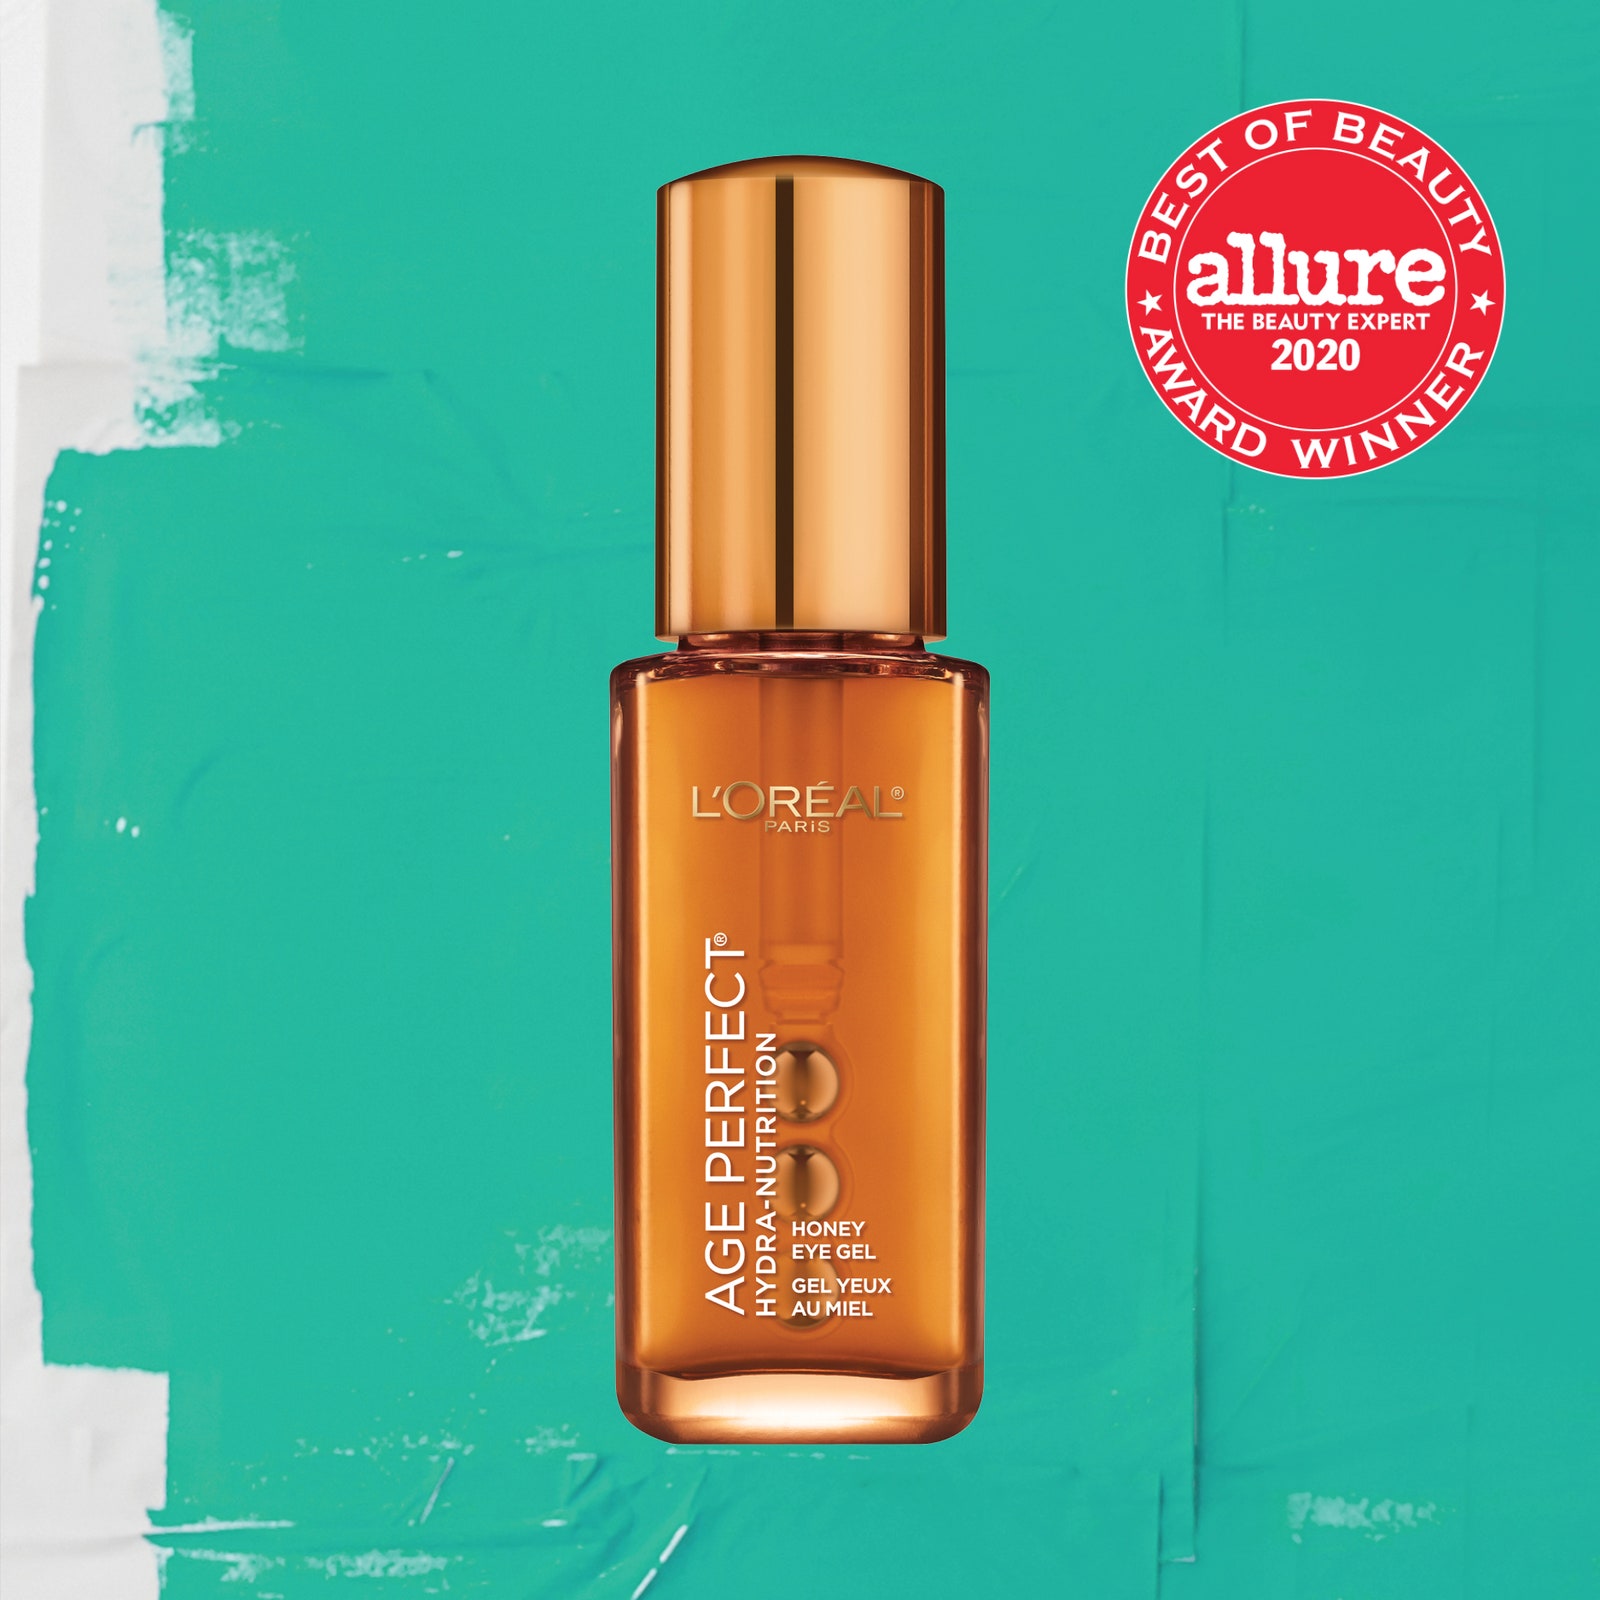 BEST OF BEAUTY
allure
THE BEAUTY EXPERT
2020
AWARD WINNER
L'ORÉAL®
PARiS
AGE PERFECT®
HYDRA-NUTRITION
HONEY
EYE GEL
GEL YEUX
AU MIEL